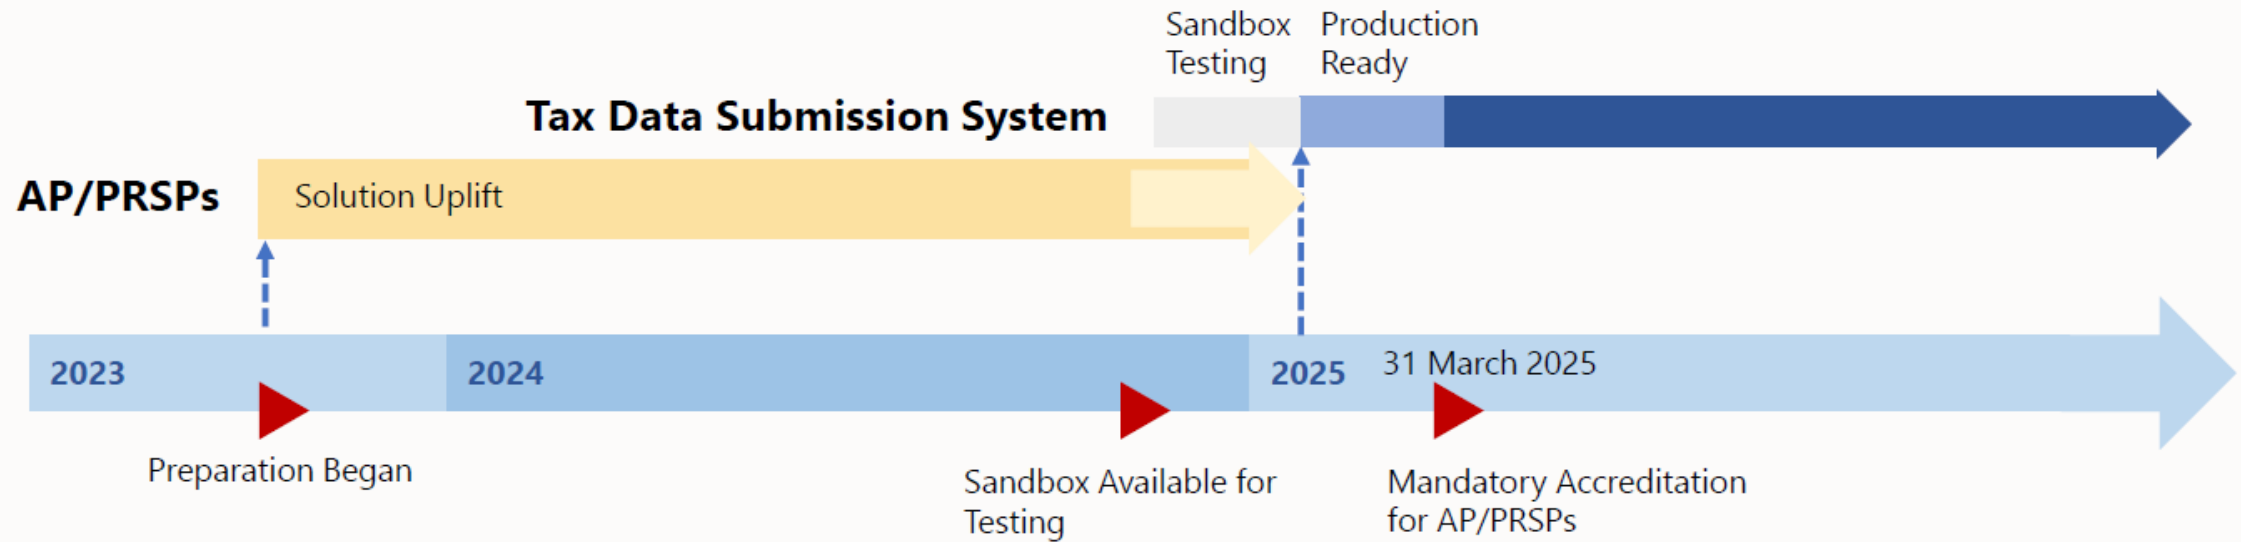 Sandbox
Testing
Production
Ready
Tax Data Submission System
AP/PRSPs
Solution Uplift
2023
2024
2025
31 March 2025
Preparation Began
Sandbox Available for
Testing
Mandatory Accreditation
for AP/PRSPs